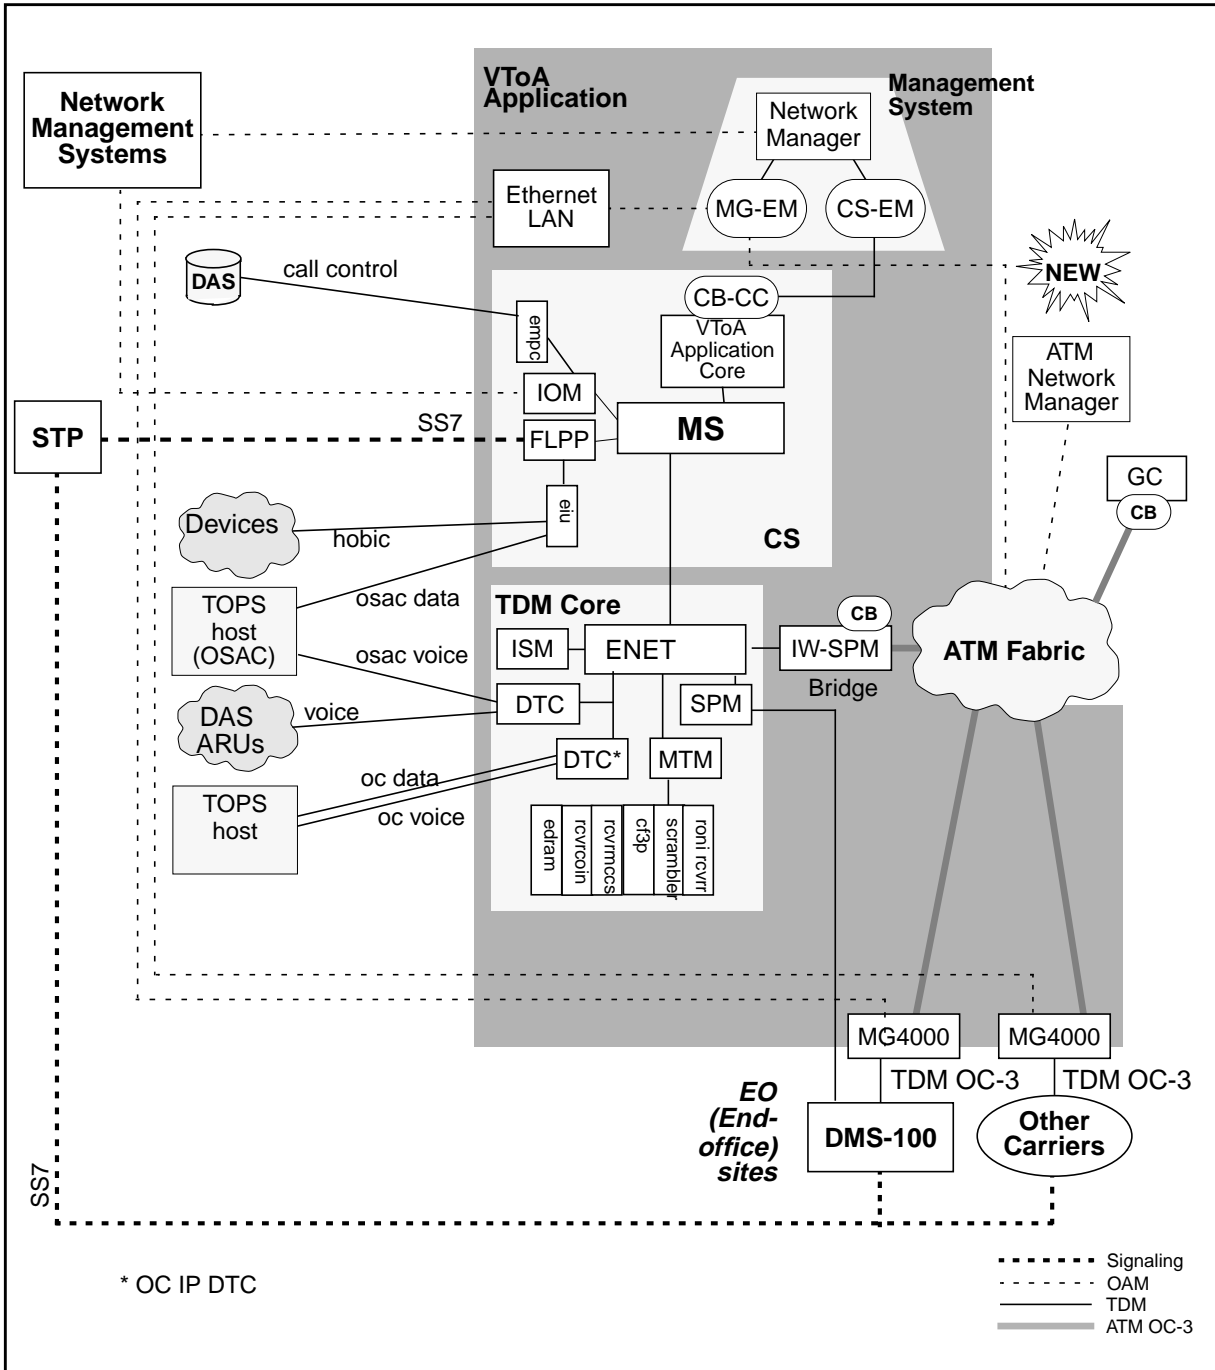 VToA
Application
Management
System
Network
Management
Systems
Network
Manager
Ethernet
LAN
MG-EM
CS-EM
DAS
call control
NEW
CB-CC
VToA
Application
Core
empc
IOM
ATM
Network
Manager
STP
SS7
FLPP
MS
GC
CB
eiu
Devices
hobic
CS
TOPS
host
(OSAC)
osac data
osac voice
TDM Core
ISM
ENET
CB
IW-SPM
Bridge
ATM Fabric
DAS
ARUs
voice
DTC
SPM
DTC*
MTM
oc data
oc voice
TOPS
host
edram
rcvrcoin
rcvrmccs
cf3p
scrambler
roni rcvrr
MG4000
MG4000
TDM OC-3
TDM OC-3
EO
(End-
office)
sites
DMS-100
Other
Carriers
SS7
* OC IP DTC
Signaling
OAM
TDM
ATM OC-3